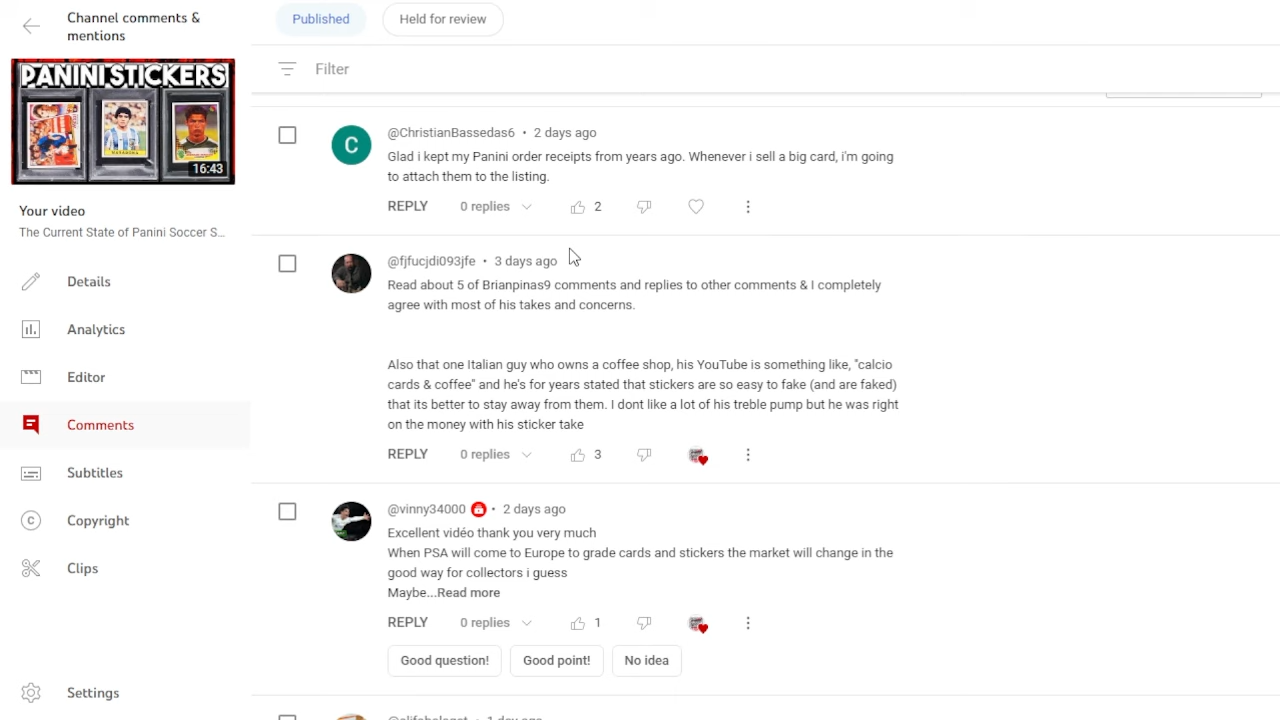 Channel comments &
mentions
PANINI STICKERS
MARADONA
16:43
Your video
The Current State of Panini Soccer S...
Details
Analytics
Editor
Comments
Subtitles
Copyright
Clips
Settings
Published
Held for review
Filter
C
@ChristianBassedas6 • 2 days ago
Glad i kept my Panini order receipts from years ago. Whenever i sell a big card, i'm going
to attach them to the listing.
REPLY 0 replies 2
@fjfucjdi093jfe • 3 days ago
Read about 5 of Brianpinas9 comments and replies to other comments & I completely
agree with most of his takes and concerns.
Also that one Italian guy who owns a coffee shop, his YouTube is something like, "calcio
cards & coffee" and he's for years stated that stickers are so easy to fake (and are faked)
that its better to stay away from them. I dont like a lot of his treble pump but he was right
on the money with his sticker take
REPLY 0 replies 3
@vinny34000 • 2 days ago
Excellent vidéo thank you very much
When PSA will come to Europe to grade cards and stickers the market will change in the
good way for collectors i guess
Maybe...Read more
REPLY 0 replies 1
Good question! Good point! No idea